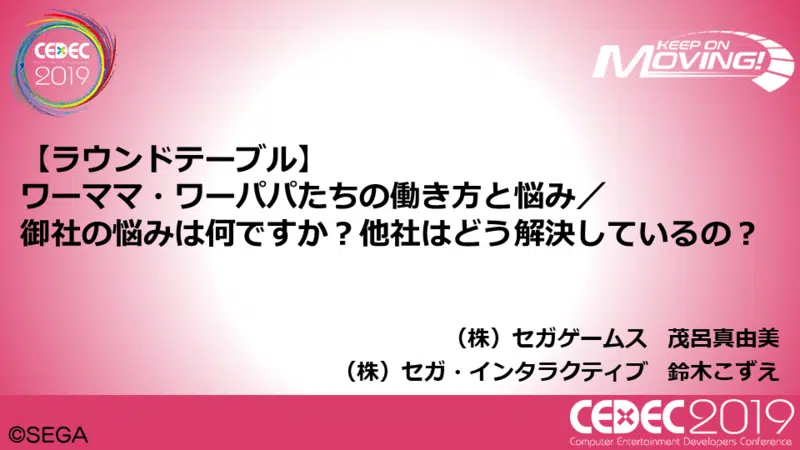 CEDEC
2019
KEEP ON
MOVING!
【ラウンドテーブル】
ワーママ・ワーパパたちの働き方と悩み／
御社の悩みは何ですか？他社はどう解決しているの？
（株）セガゲームス 茂呂真由美
（株）セガ・インタラクティブ 鈴木こずえ
©SEGA
CEDEC2019
Computer Entertainment Developers Conference